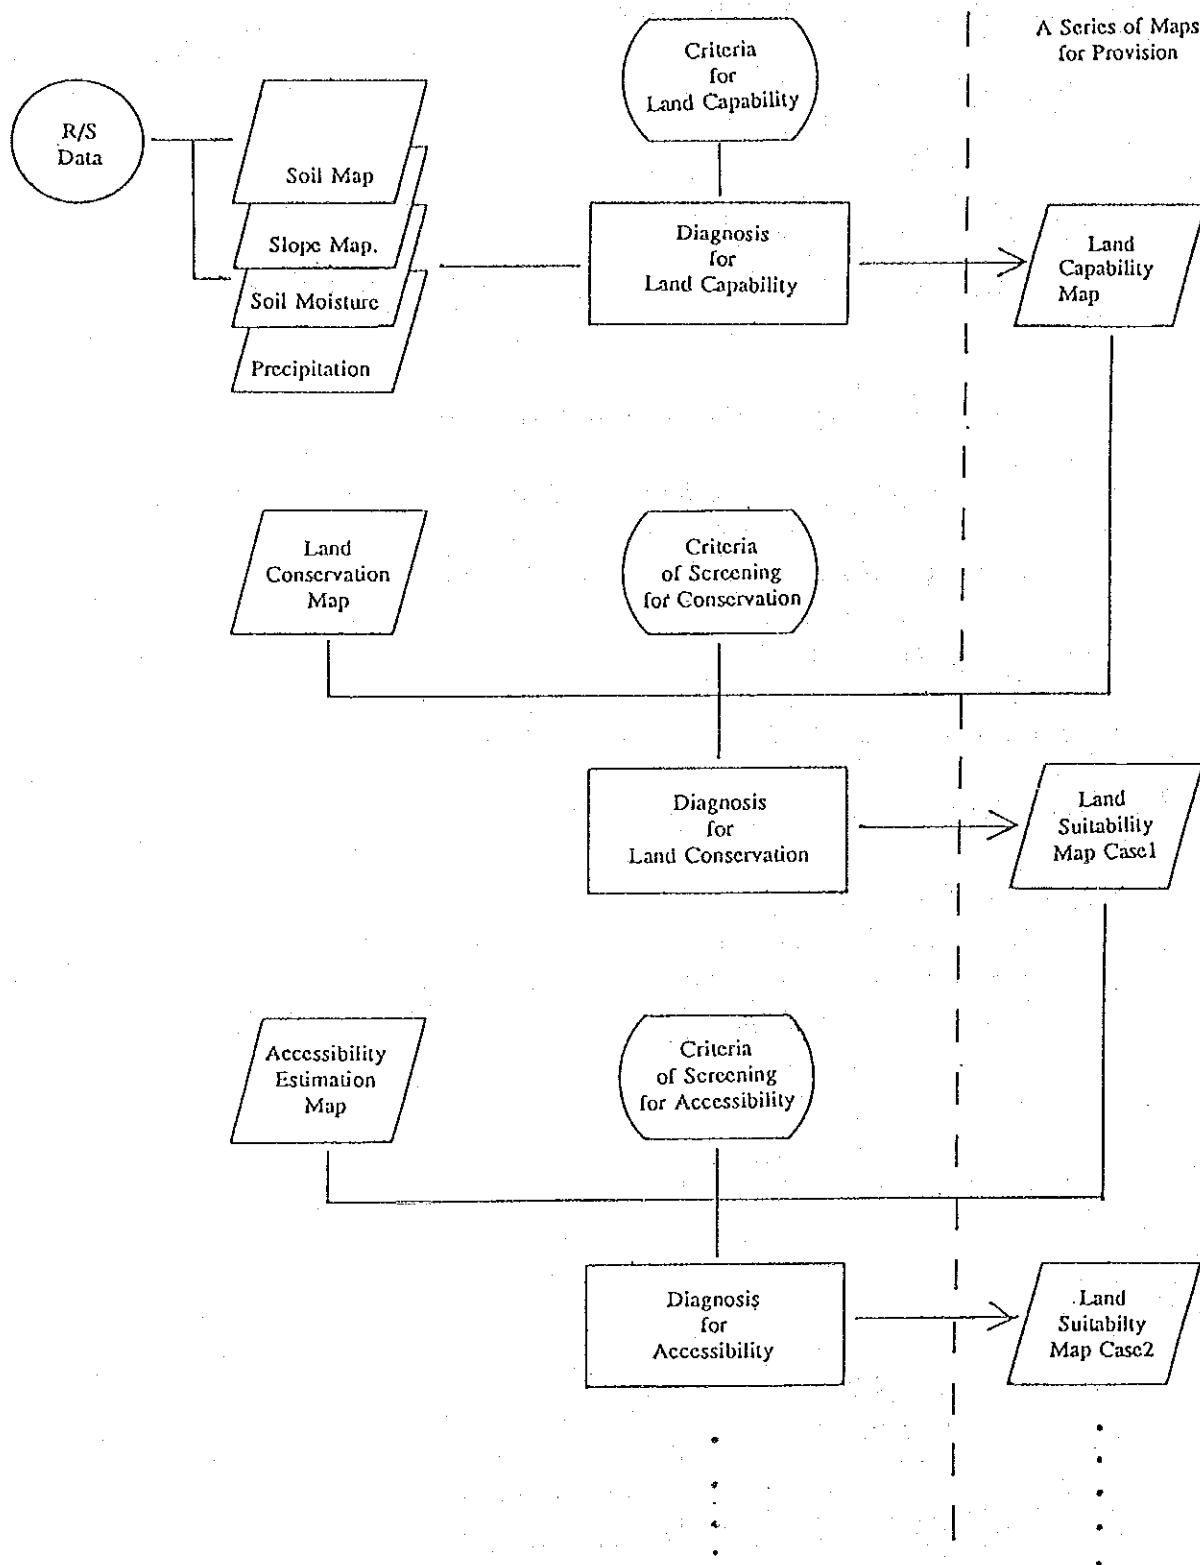 A Series of Maps
for Provision
Criteria
for
Land Capability
R/S
Data
Soil Map
Slope Map.
Soil Moisture
Precipitation
Diagnosis
for
Land Capability
Land
Capability
Map
Land
Conservation
Map
Criteria
of Screening
for Conservation
Diagnosis
for
Land Conservation
Land
Suitability
Map Case1
Accessibility
Estimation
Map
Criteria
of Screening
for Accessibility
Diagnosis
for
Accessibility
Land
Suitabilty
Map Case2